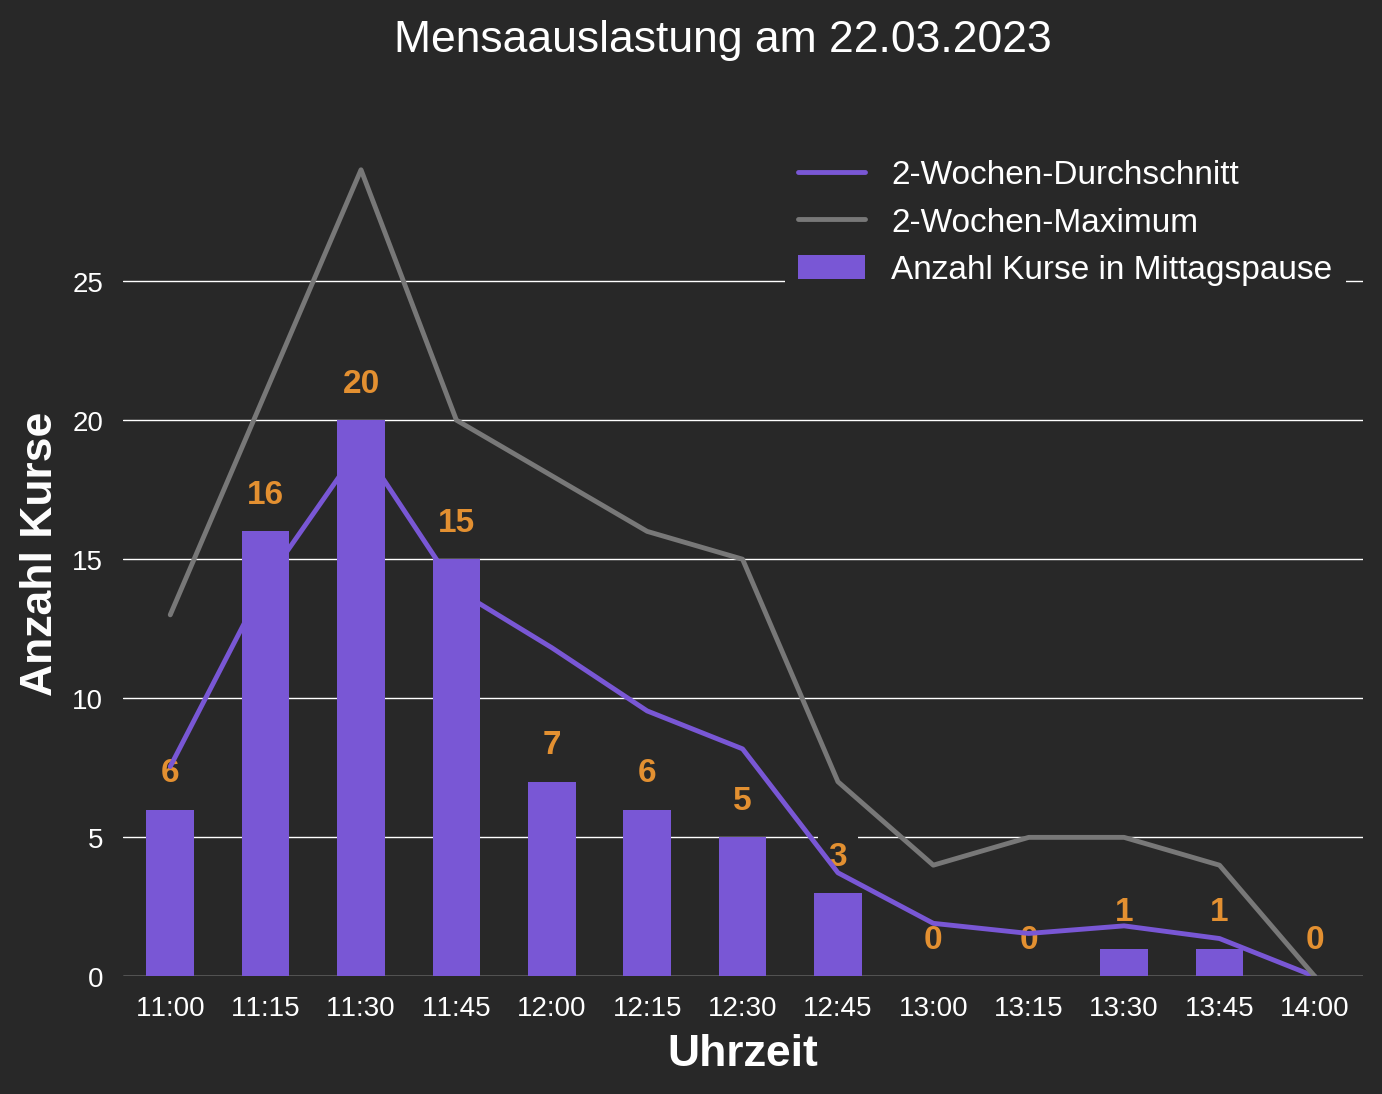 Mensaauslastung am 22.03.2023
2-Wochen-Durchschnitt
2-Wochen-Maximum
Anzahl Kurse in Mittagspause
Anzahl Kurse
25
20
15
10
5
0
6
16
20
15
7
6
5
3
0
0
1
1
0
11:00 11:15 11:30 11:45 12:00 12:15 12:30 12:45 13:00 13:15 13:30 13:45 14:00
Uhrzeit